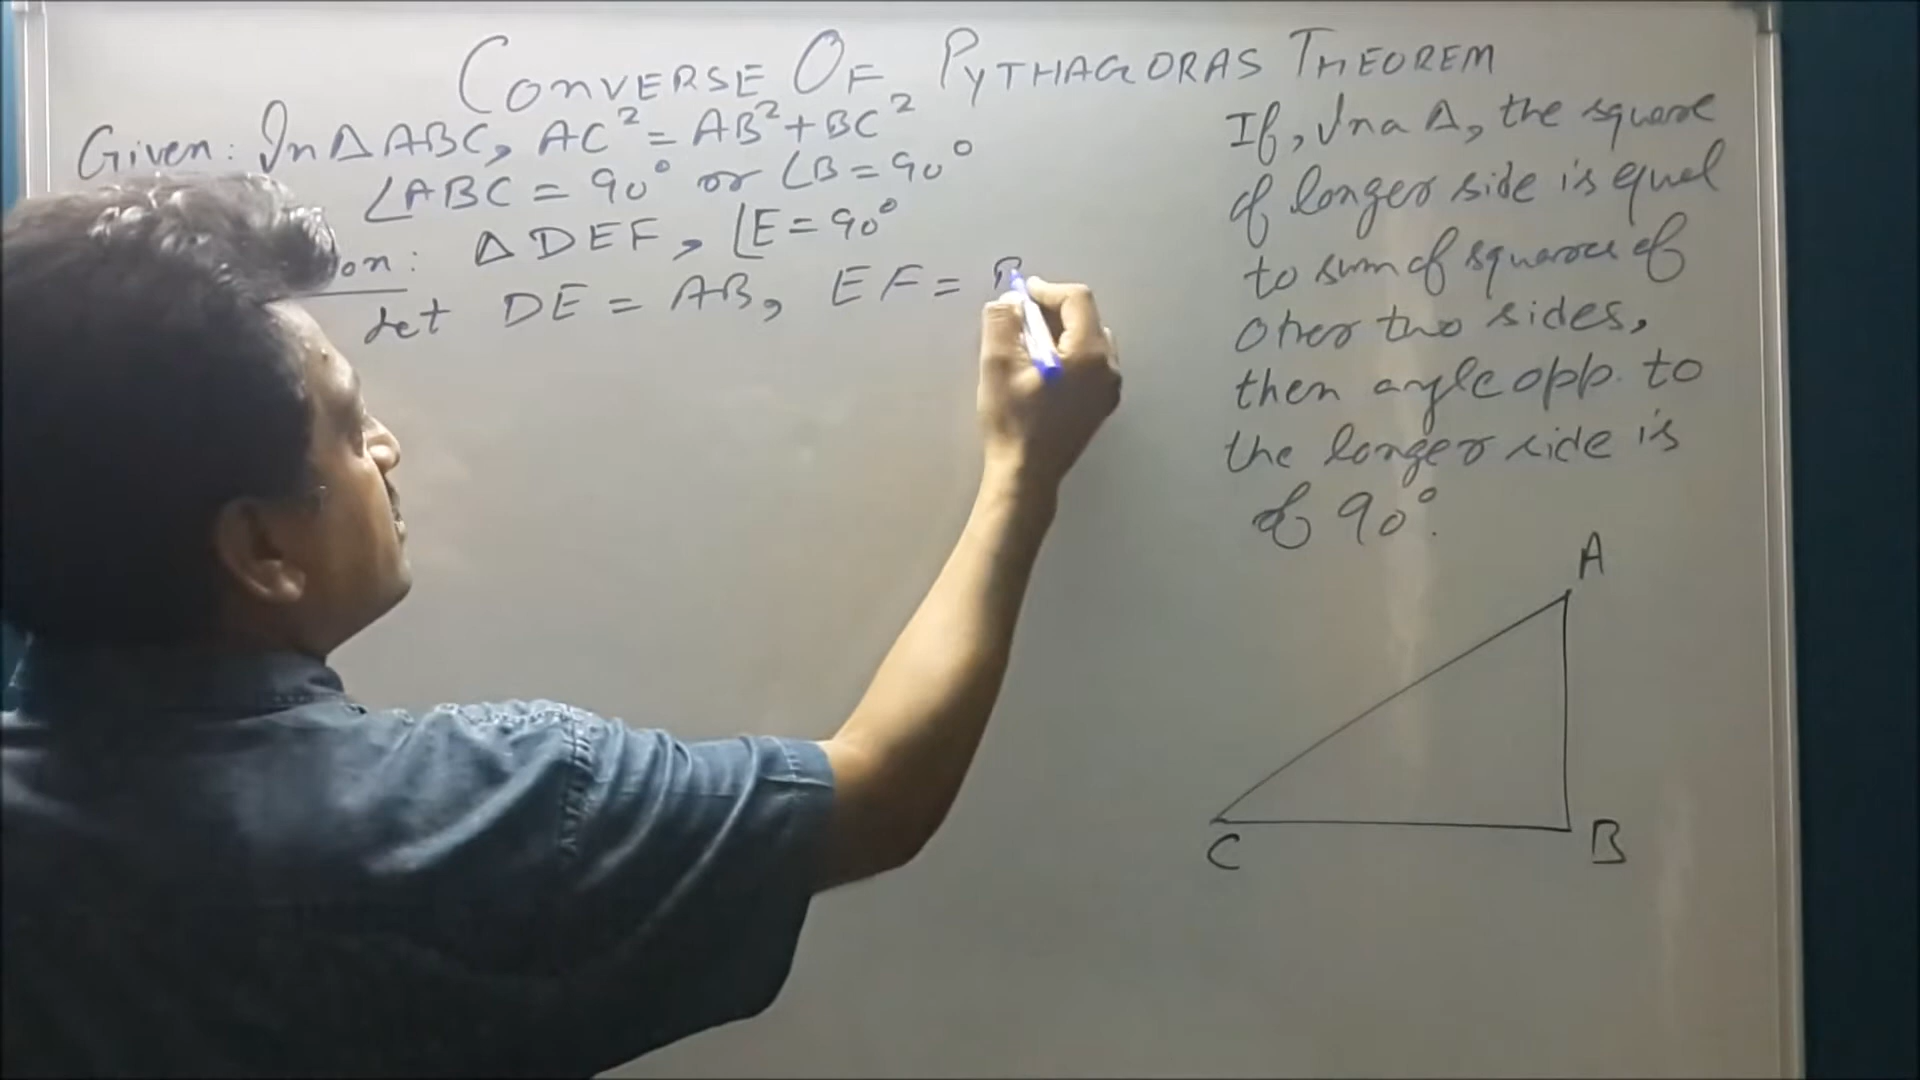 CONVERSE OF PYTHAGORAS THEOREM
Given: In Δ ABC, AC² = AB² + BC²
∠ABC = 90° or ∠B = 90°
on: Δ DEF, ∠E = 90°
Let DE = AB, EF = B
If, In a Δ, the square
of longer side is equal
to sum of squares of
other two sides,
then angle opp. to
the longer side is
of 90°.
A
C
B